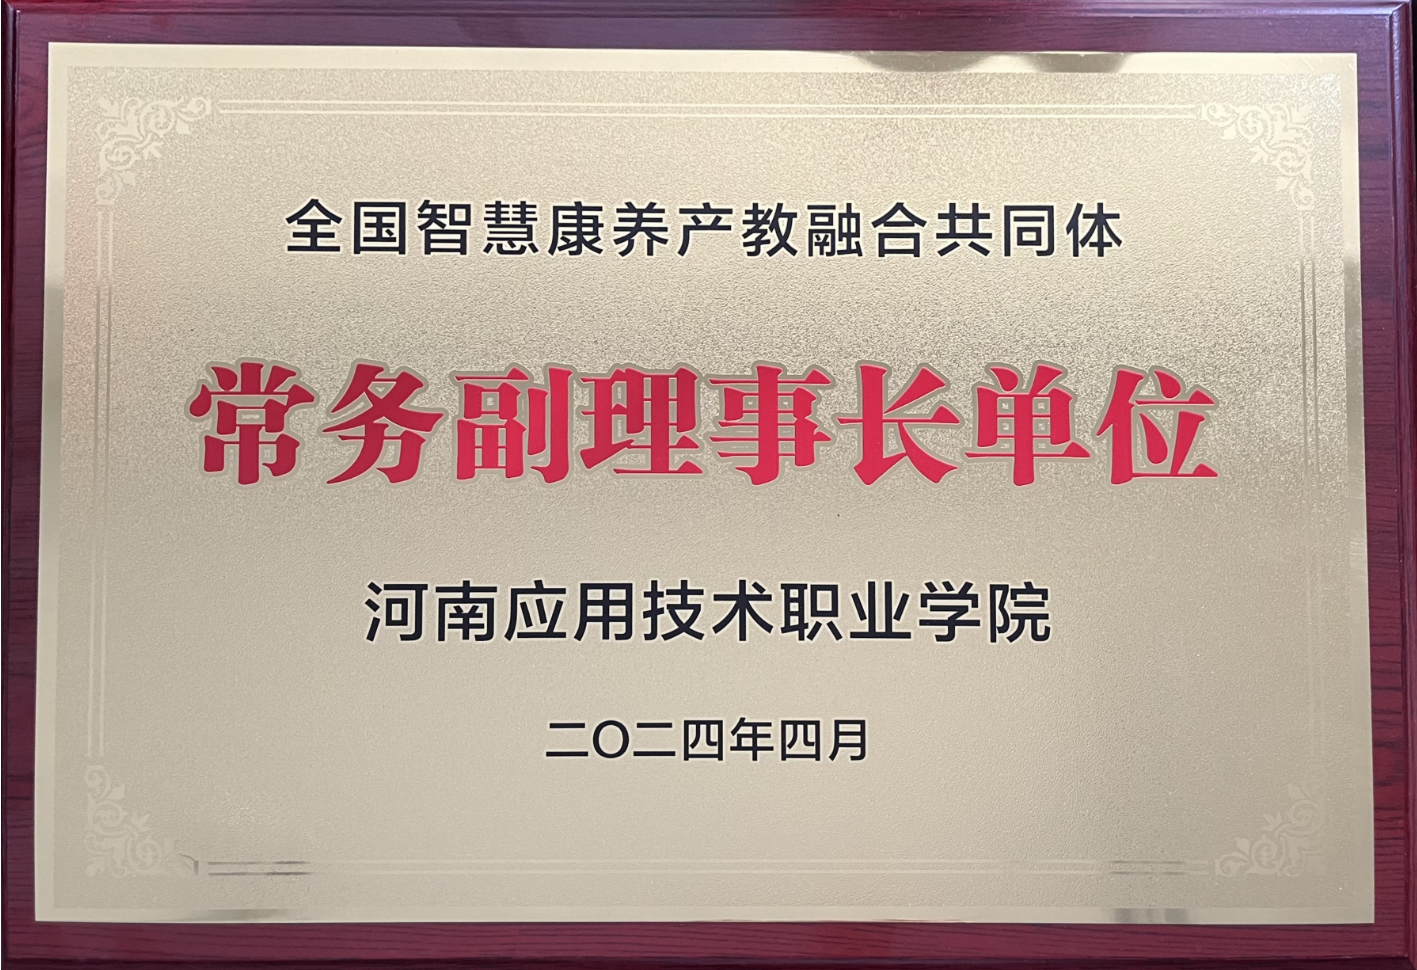 全国智慧康养产教融合共同体
常务副理事长单位
河南应用技术职业学院
二〇二四年四月